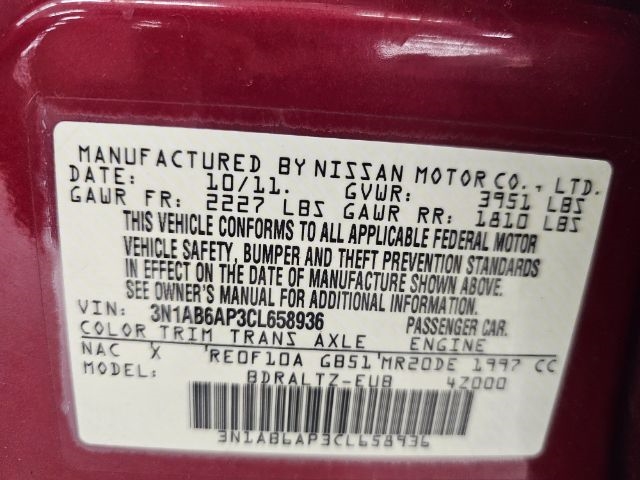 MANUFACTURED BY NISSAN MOTOR CO., LTD.
DATE: 10/11. GVWR: 3951 LBS
GAWR FR: 2227 LBS GAWR RR: 1810 LBS
THIS VEHICLE CONFORMS TO ALL APPLICABLE FEDERAL MOTOR
VEHICLE SAFETY, BUMPER AND THEFT PREVENTION STANDARDS
IN EFFECT ON THE DATE OF MANUFACTURE SHOWN ABOVE.
SEE OWNER'S MANUAL FOR ADDITIONAL INFORMATION.
VIN: 3N1AB6AP3CL658936 PASSENGER CAR.
COLOR TRIM TRANS AXLE ENGINE
NAC X RE0F10A GB51 MR20DE 1997 CC
MODEL: BDRALTZ-EUB 4Z000
3N1AB6AP3CL658936